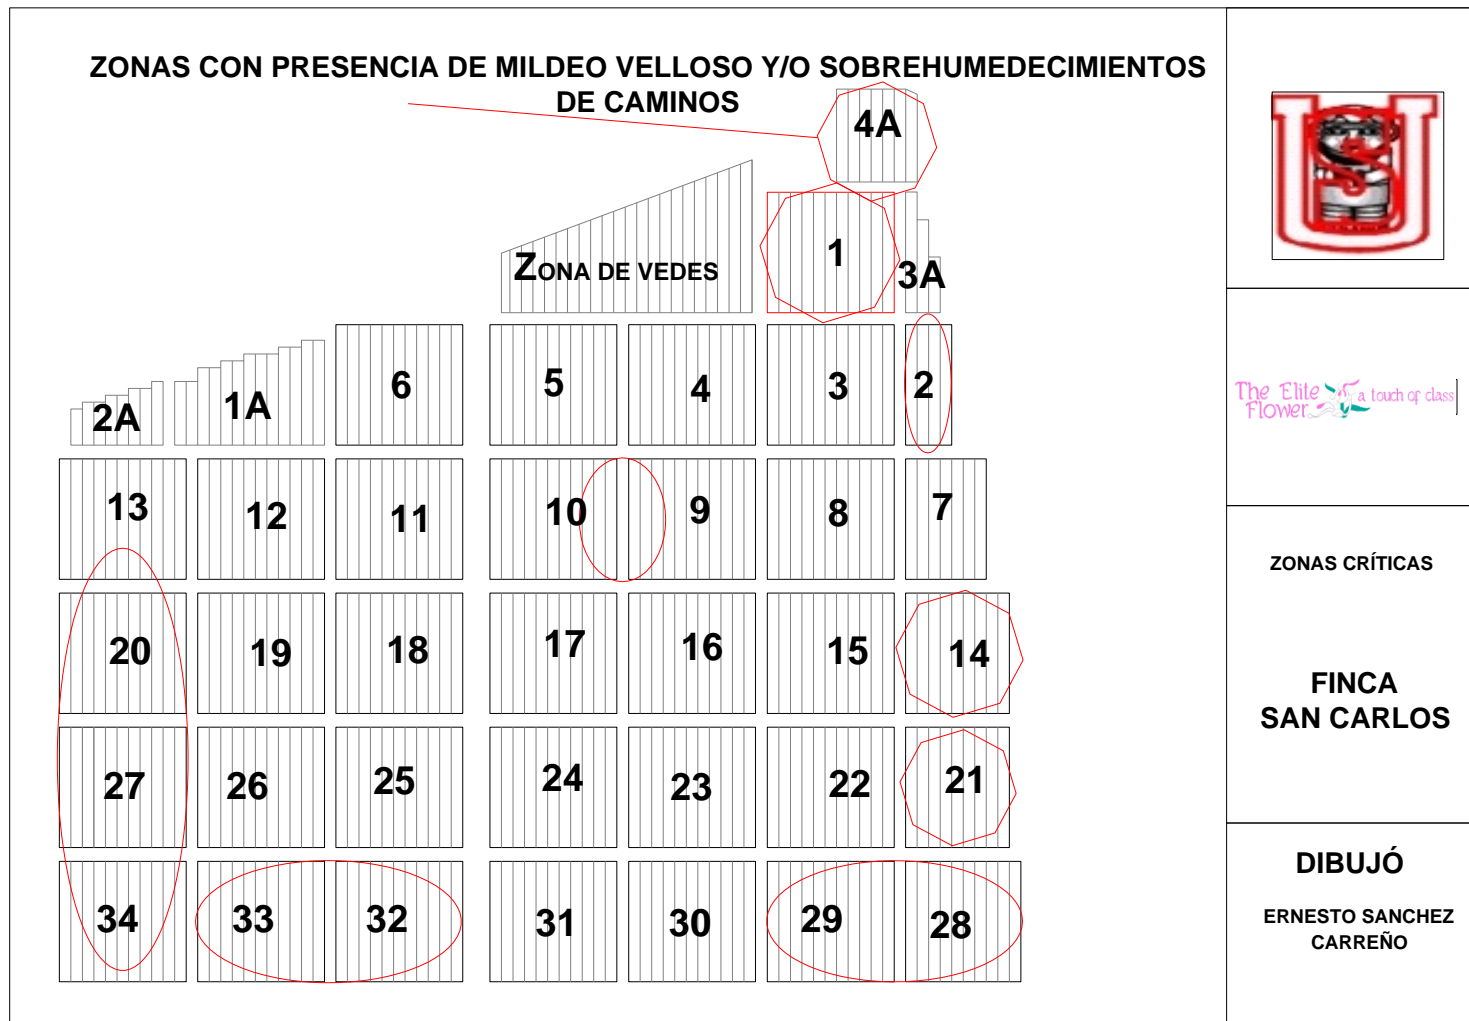 ZONAS CON PRESENCIA DE MILDEO VELLOSO Y/O SOBREHUMEDECIMIENTOS
DE CAMINOS
4A
ZONA DE VEDES
1
3A
2A
1A
6
5
4
3
2
13
12
11
10
9
8
7
20
19
18
17
16
15
14
27
26
25
24
23
22
21
34
33
32
31
30
29
28
US
The Elite
Flower
a touch of class
ZONAS CRÍTICAS
FINCA
SAN CARLOS
DIBUJÓ
ERNESTO SANCHEZ
CARREÑO